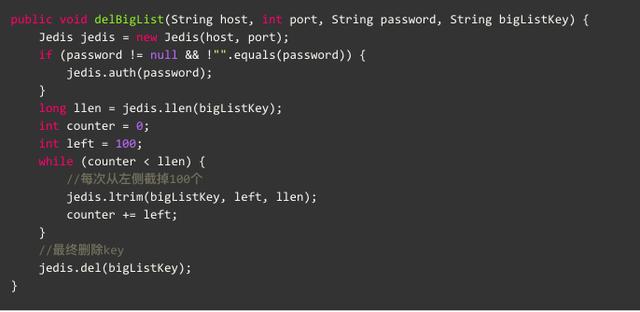 public void delBigList(String host, int port, String password, String bigListKey) {
    Jedis jedis = new Jedis(host, port);
    if (password != null && !"".equals(password)) {
        jedis.auth(password);
    }
    long llen = jedis.llen(bigListKey);
    int counter = 0;
    int left = 100;
    while (counter < llen) {
        //每次从左侧截掉100个
        jedis.ltrim(bigListKey, left, llen);
        counter += left;
    }
    //最终删除key
    jedis.del(bigListKey);
}